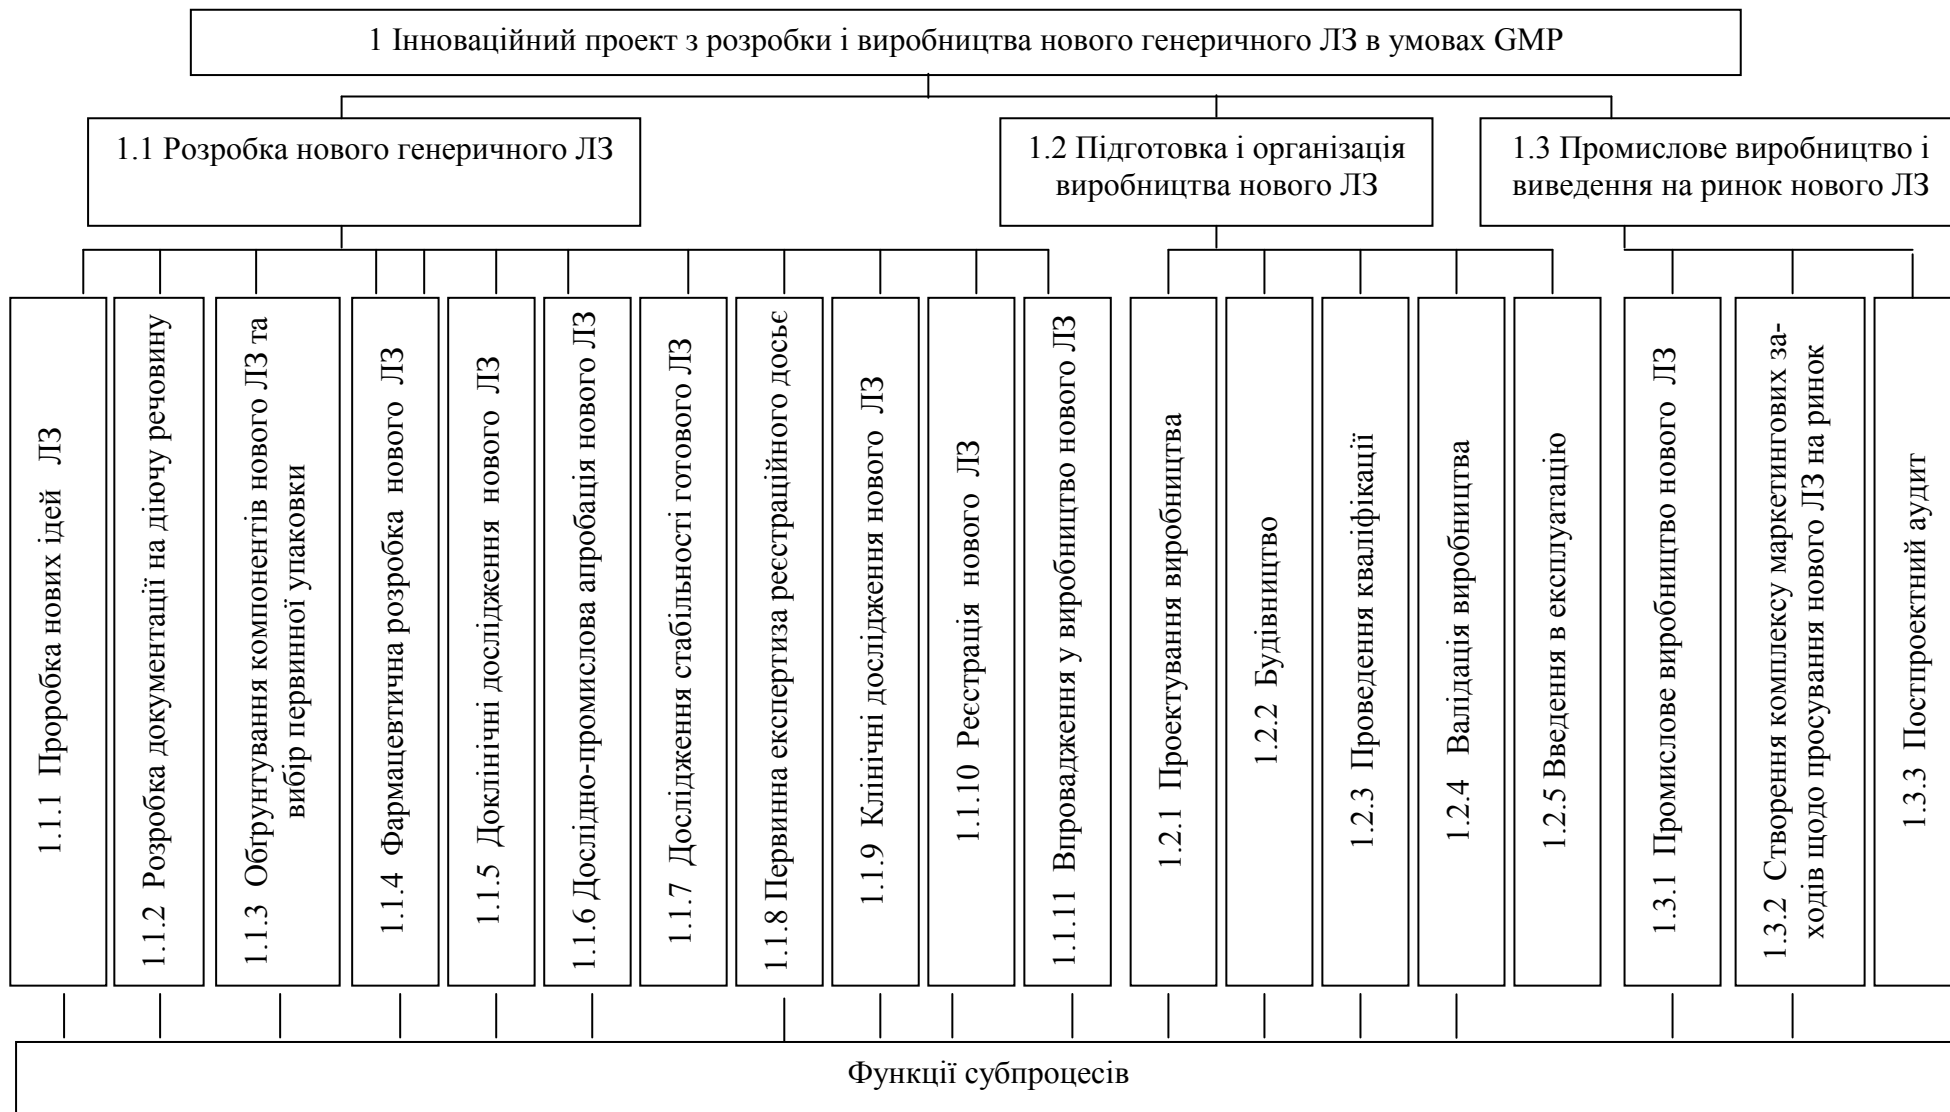 1 Інноваційний проект з розробки і виробництва нового генеричного ЛЗ в умовах GMP
1.1 Розробка нового генеричного ЛЗ
1.2 Підготовка і організація
виробництва нового ЛЗ
1.3 Промислове виробництво і
виведення на ринок нового ЛЗ
1.1.1 Проробка нових ідей ЛЗ
1.1.2 Розробка документації на діючу речовину
1.1.3 Обґрунтування компонентів нового ЛЗ та
вибір первинної упаковки
1.1.4 Фармацевтична розробка нового ЛЗ
1.1.5 Доклінічні дослідження нового ЛЗ
1.1.6 Дослідно-промислова апробація нового ЛЗ
1.1.7 Дослідження стабільності готового ЛЗ
1.1.8 Первинна експертиза реєстраційного досьє
1.1.9 Клінічні дослідження нового ЛЗ
1.1.10 Реєстрація нового ЛЗ
1.1.11 Впровадження у виробництво нового ЛЗ
1.2.1 Проектування виробництва
1.2.2 Будівництво
1.2.3 Проведення кваліфікації
1.2.4 Валідація виробництва
1.2.5 Введення в експлуатацію
1.3.1 Промислове виробництво нового ЛЗ
1.3.2 Створення комплексу маркетингових за-
ходів щодо просування нового ЛЗ на ринок
1.3.3 Постпроектний аудит
Функції субпроцесів